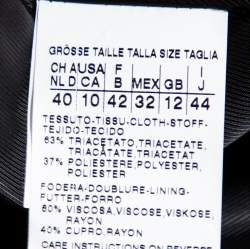 GRÖSSE TAILLE TALLA SIZE TAGLIA
CH A USA F I
NL D CA B MEX GB J
40 10 42 32 12 44
TESSUTO-TISSU-CLOTH-STOFF-
TEJIDO-TECIDO
63% TRIACETATO, TRIACETATE,
TRIACÉTATE, TRIACETAT
37% POLIESTERE, POLYESTER,
POLIESTER
FODERA-DOUBLURE-LINING-
FUTTER-FORRO
60% VISCOSA, VISCOSE, VISKOSE,
RAYON
40% CUPRO, RAYON
CARE INSTRUCTIONS ON REVERSE